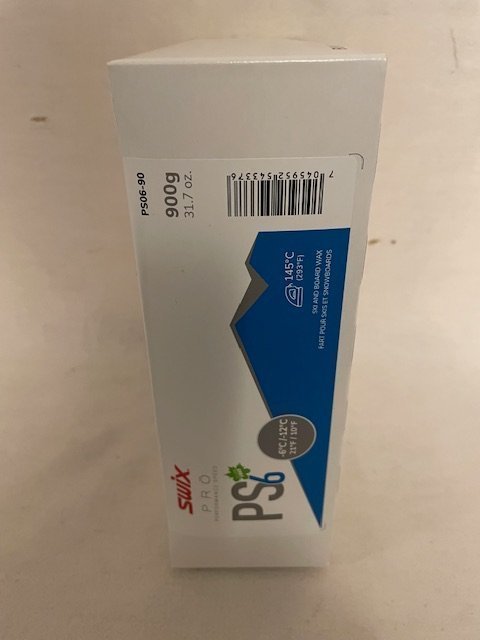 PS06-90
900g
31.7 oz.
7 045952 543376
145°C
(293°F)
SKI AND BOARD WAX
FART POUR SKIS ET SNOWBOARDS
-6°C/-12°C
21°F / 10°F
SWIX
PRO
PERFORMANCE SPEED
PS6